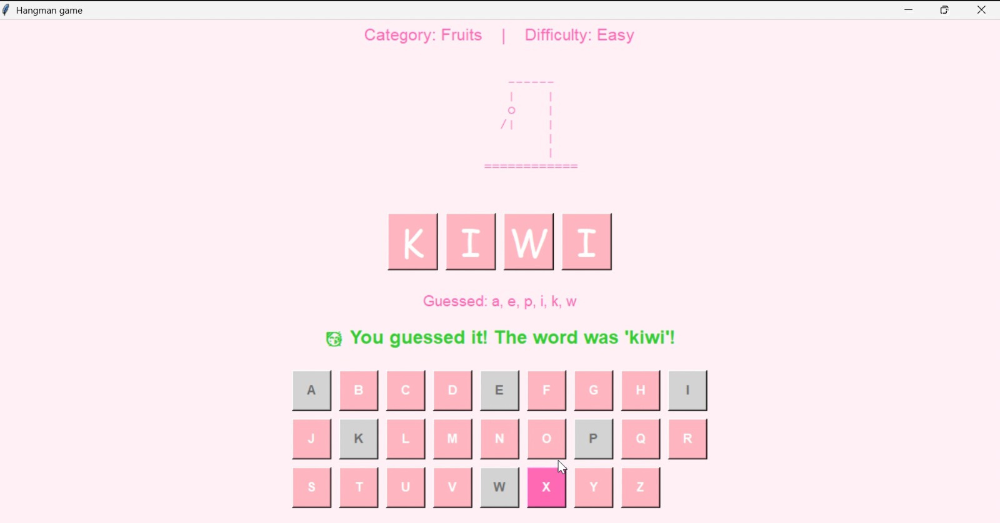 Hangman game
Category: Fruits | Difficulty: Easy
------
|     |
O     |
/|     |
|
|
============
K I W I
Guessed: a, e, p, i, k, w
You guessed it! The word was 'kiwi'!
A B C D E F G H I
J K L M N O P Q R
S T U V W X Y Z